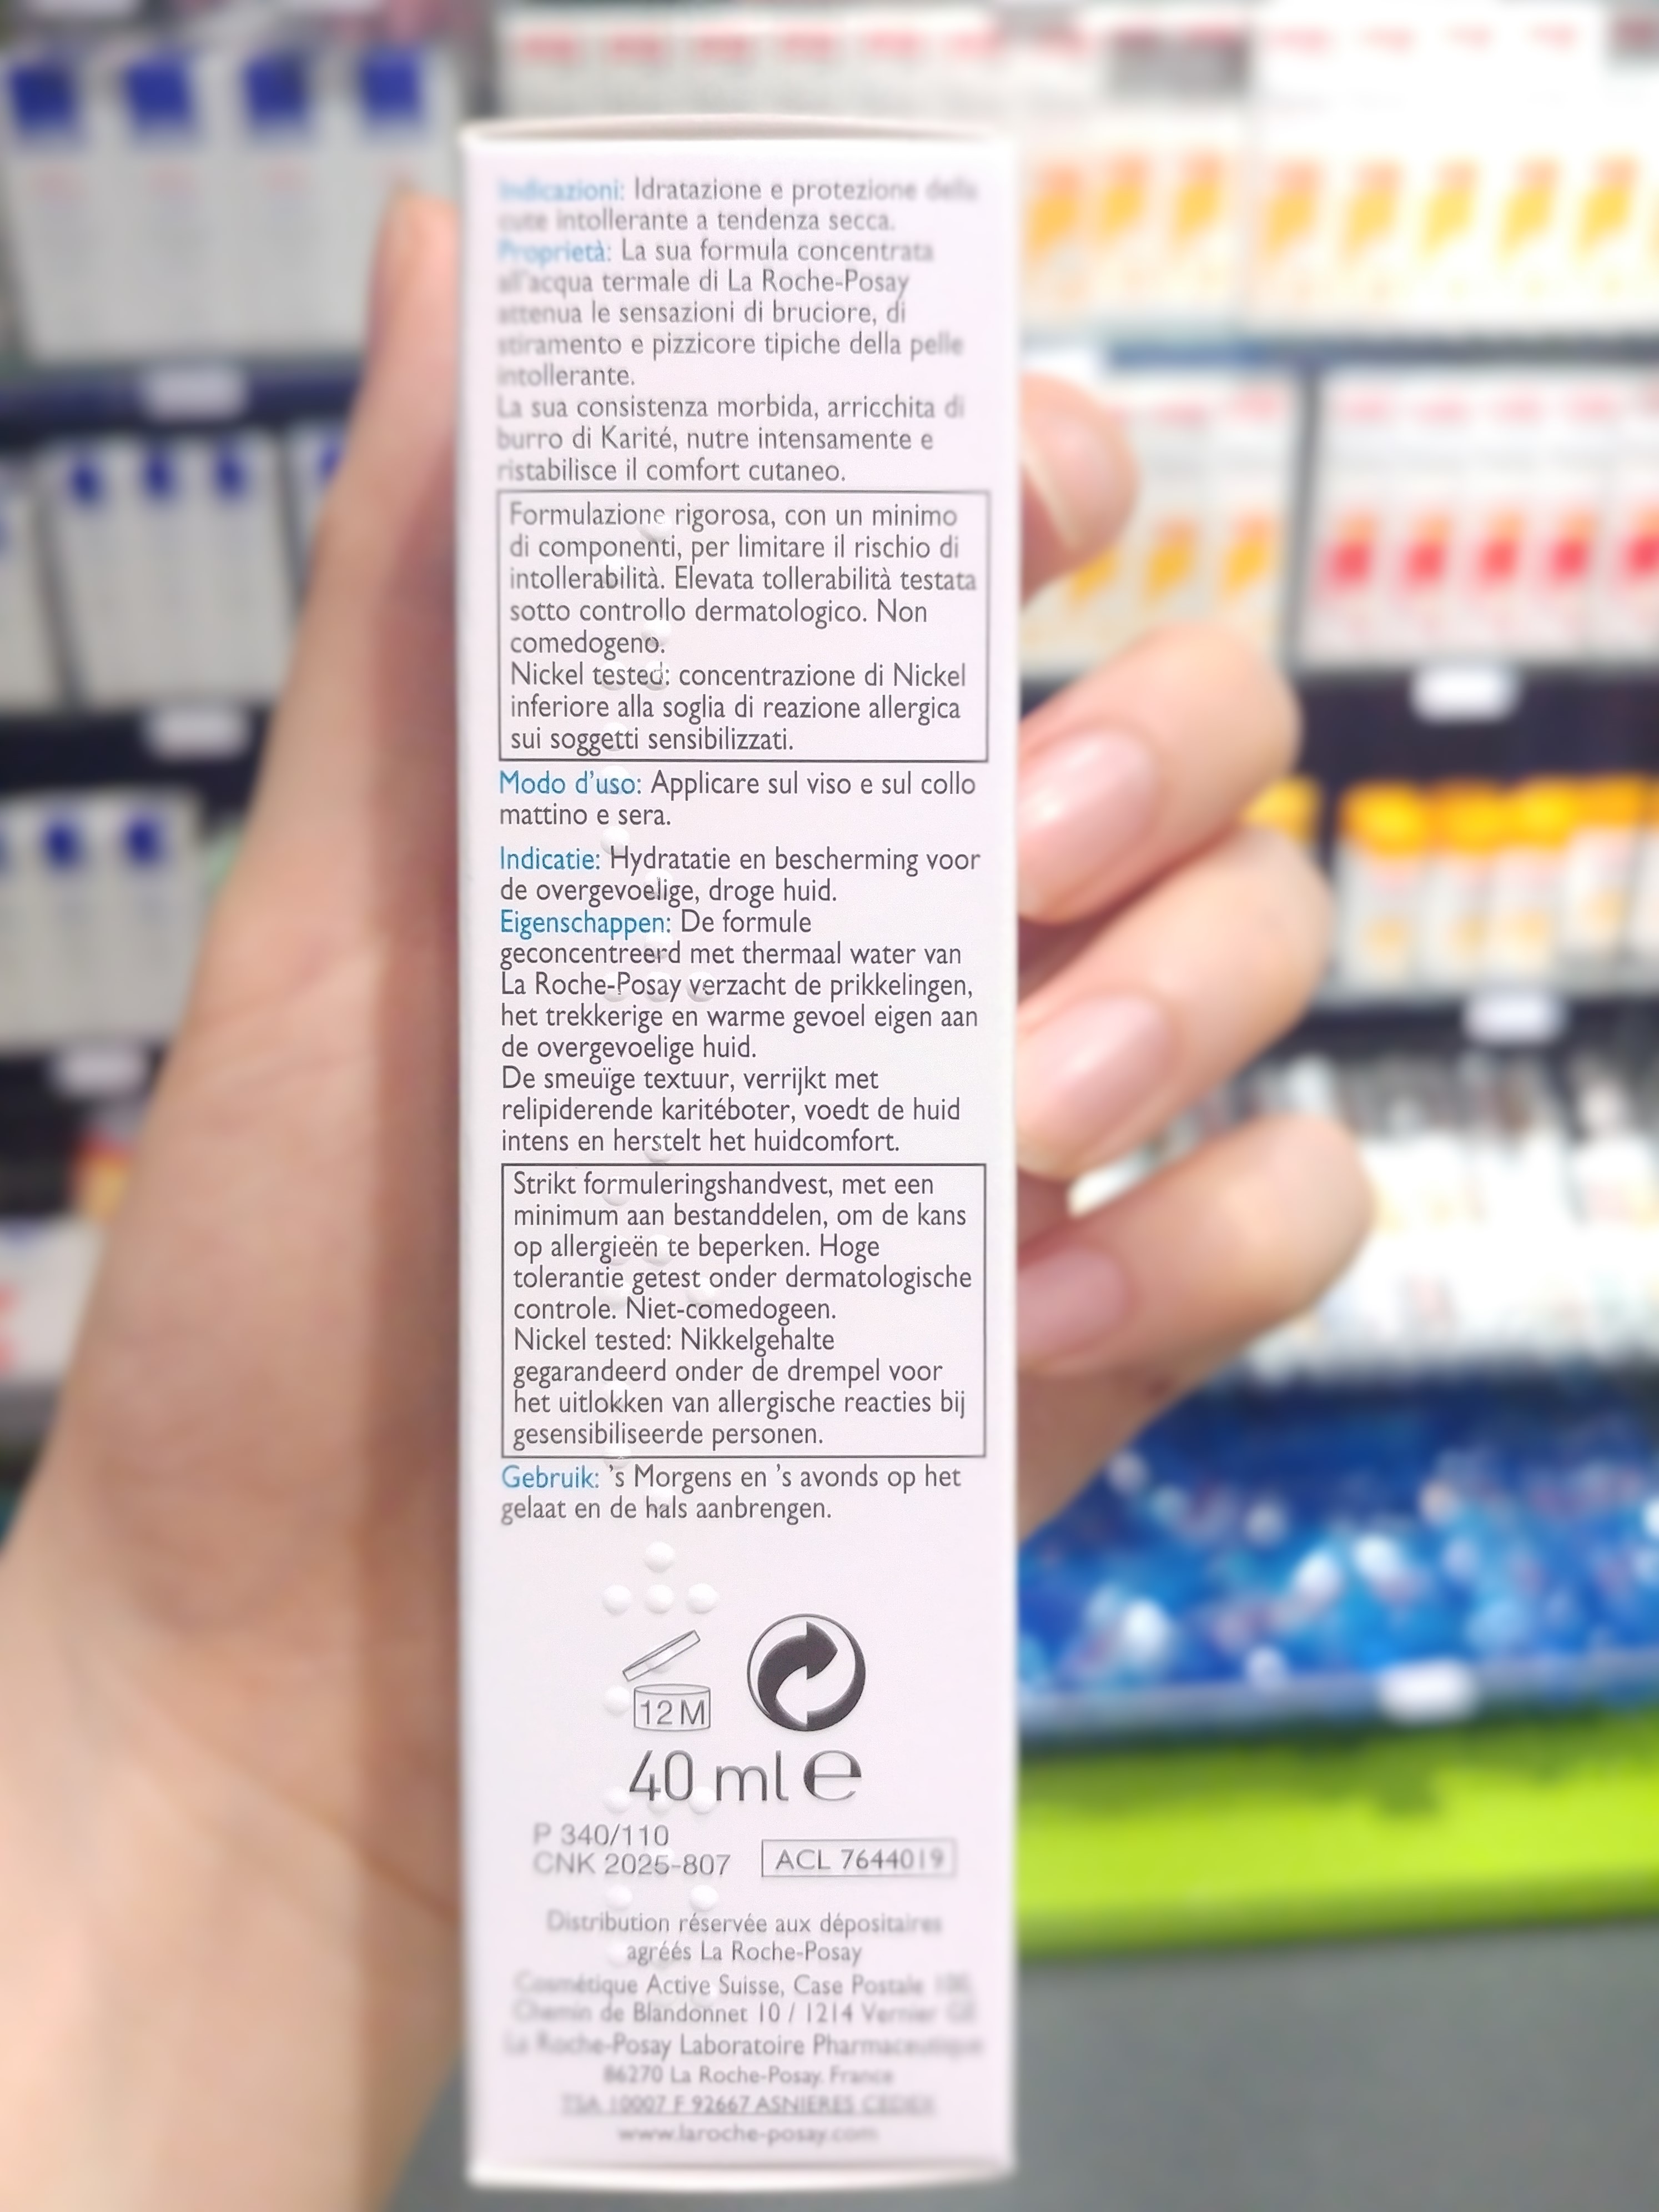 Indicazioni: Idratazione e protezione della
cute intollerante a tendenza secca.
Proprietà: La sua formula concentrata
all'acqua termale di La Roche-Posay
attenua le sensazioni di bruciore, di
stiramento e pizzicore tipiche della pelle
intollerante.
La sua consistenza morbida, arricchita di
burro di Karité, nutre intensamente e
ristabilisce il comfort cutaneo.
Formulazione rigorosa, con un minimo
di componenti, per limitare il rischio di
intollerabilità. Elevata tollerabilità testata
sotto controllo dermatologico. Non
comedogeno.
Nickel tested: concentrazione di Nickel
inferiore alla soglia di reazione allergica
sui soggetti sensibilizzati.
Modo d'uso: Applicare sul viso e sul collo
mattino e sera.
Indicatie: Hydratatie en bescherming voor
de overgevoelige, droge huid.
Eigenschappen: De formule
geconcentreerd met thermaal water van
La Roche-Posay verzacht de prikkelingen,
het trekkerige en warme gevoel eigen aan
de overgevoelige huid.
De smeuïge textuur, verrijkt met
relipiderende karitéboter, voedt de huid
intens en herstelt het huidcomfort.
Strikt formuleringshandvest, met een
minimum aan bestanddelen, om de kans
op allergieën te beperken. Hoge
tolerantie getest onder dermatologische
controle. Niet-comedogeen.
Nickel tested: Nikkelgehalte
gegarandeerd onder de drempel voor
het uitlokken van allergische reacties bij
gesensibiliseerde personen.
Gebruik: 's Morgens en 's avonds op het
gelaat en de hals aanbrengen.
12 M
40 ml e
P 340/110
CNK 2025-807
ACL 7644019
Distribution réservée aux dépositaires
agréés La Roche-Posay
Cosmétique Active Suisse, Case Postale
Chemin de Blandonnet 10 / 1214 Vernier GE
La Roche-Posay Laboratoire Pharmaceutique
86270 La Roche-Posay. France
TSA 10007 F 92667 ASNIERES CEDEX
www.laroche-posay.com